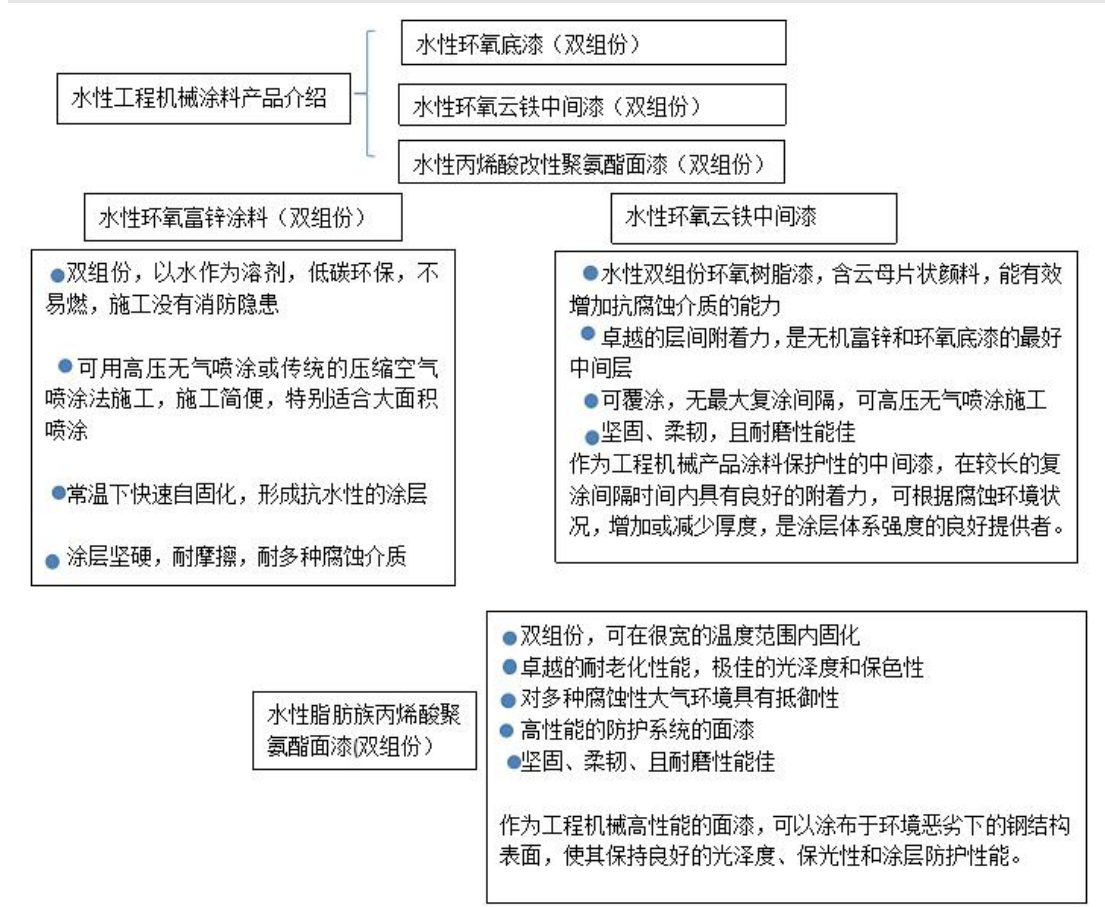 水性环氧底漆（双组份）
水性工程机械涂料产品介绍
水性环氧云铁中间漆（双组份）
水性丙烯酸改性聚氨酯面漆（双组份）
水性环氧富锌涂料（双组份）
●双组份，以水作为溶剂，低碳环保，不
易燃，施工没有消防隐患
●可用高压无气喷涂或传统的压缩空气
喷涂法施工，施工简便，特别适合大面积
喷涂
●常温下快速自固化，形成抗水性的涂层
● 涂层坚硬，耐摩擦，耐多种腐蚀介质
水性环氧云铁中间漆
●水性双组份环氧树脂漆，含云母片状颜料，能有效
增加抗腐蚀介质的能力
● 卓越的层间附着力，是无机富锌和环氧底漆的最好
中间层
●可覆涂，无最大复涂间隔，可高压无气喷涂施工
●坚固、柔韧，且耐磨性能佳
作为工程机械产品涂料保护性的中间漆，在较长的复
涂间隔时间内具有良好的附着力，可根据腐蚀环境状
况，增加或减少厚度，是涂层体系强度的良好提供者。
水性脂肪族丙烯酸聚
氨酯面漆(双组份）
●双组份，可在很宽的温度范围内固化
●卓越的耐老化性能，极佳的光泽度和保色性
●对多种腐蚀性大气环境具有抵御性
● 高性能的防护系统的面漆
●坚固、柔韧、且耐磨性能佳
作为工程机械高性能的面漆，可以涂布于环境恶劣下的钢结构
表面，使其保持良好的光泽度、保光性和涂层防护性能。